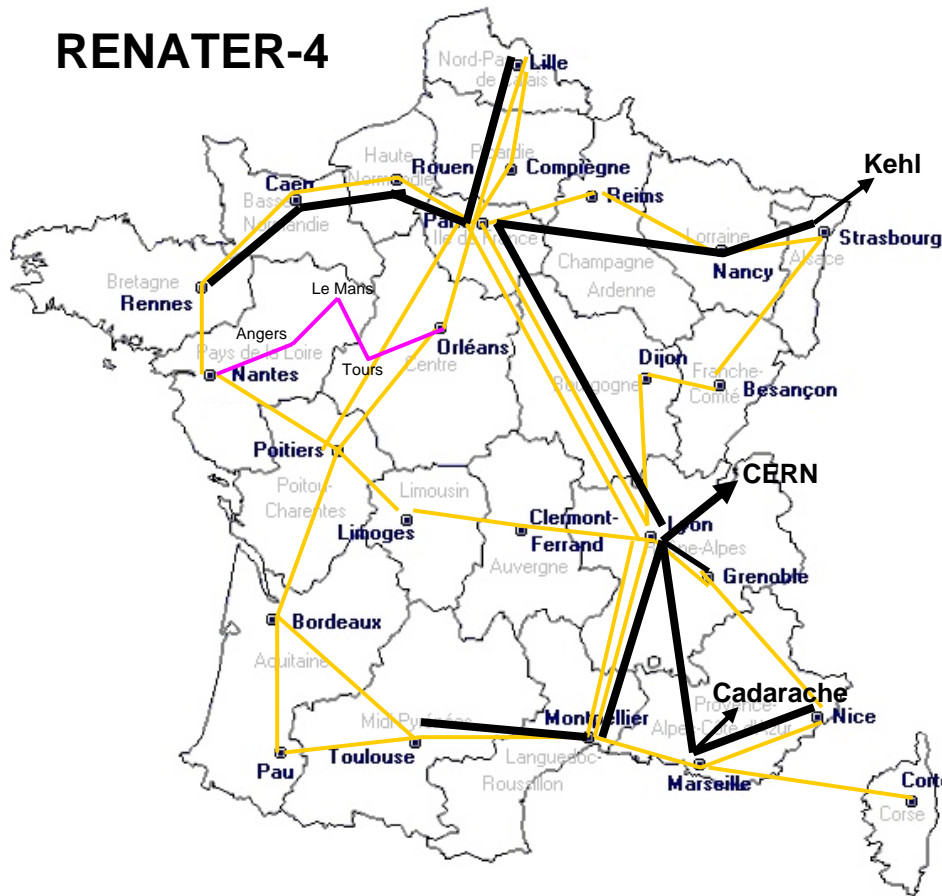 RENATER-4
Nord-Pas
de Calais
Lille
Picardie
Compiègne
Haute
Normandie
Rouen
Kehl
Caen
Basse
Normandie
Reims
Paris
Ile de France
Lorraine
Strasbourg
Alsace
Nancy
Champagne
Ardenne
Bretagne
Rennes
Le Mans
Angers
Orléans
Pays de la Loire
Tours
Centre
Dijon
Franche-
Comté
Besançon
Nantes
Bourgogne
Poitiers
Poitou-
Charentes
Limousin
CERN
Limoges
Clermont-
Ferrand
Lyon
Rhône-Alpes
Auvergne
Grenoble
Bordeaux
Aquitaine
Cadarache
Midi Pyrénées
Montpellier
Provence-
Alpes-Côte d'Azur
Nice
Pau
Toulouse
Languedoc-
Roussillon
Marseille
Corte
Corse